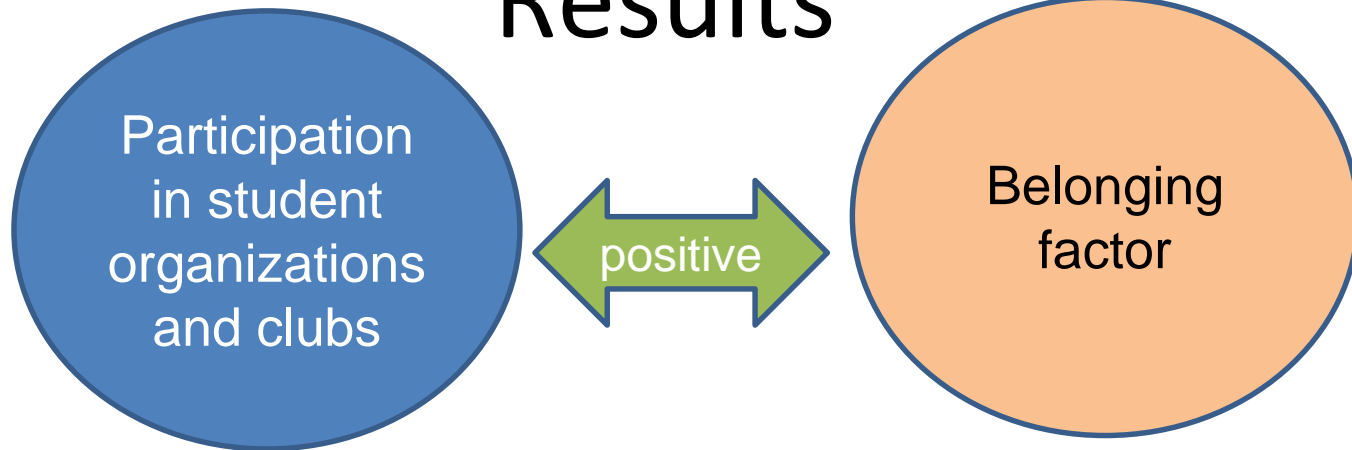 Results
Participation
in student
organizations
and clubs
positive
Belonging
factor